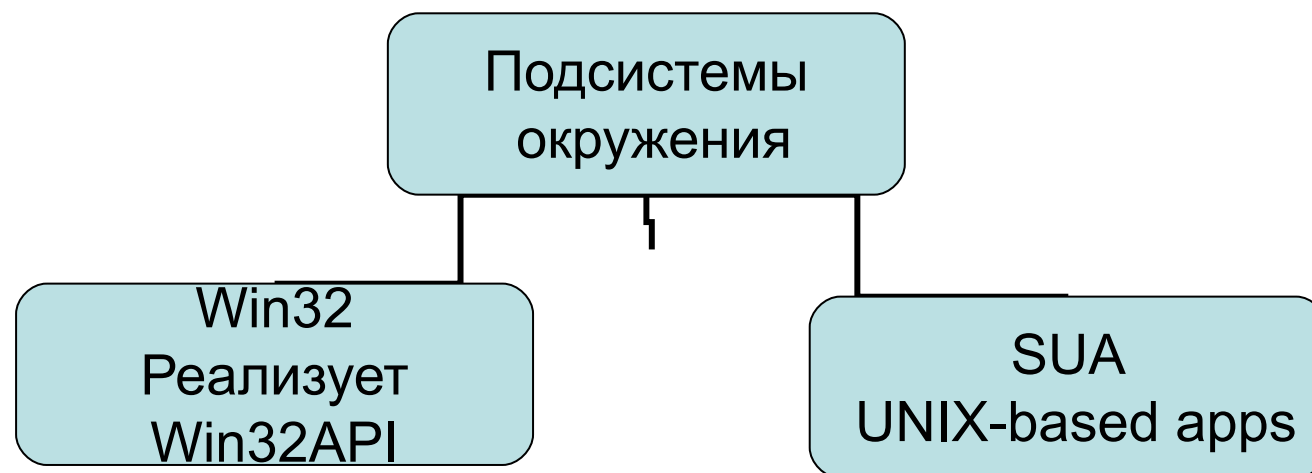 Подсистемы
окружения
Win32
Реализует
Win32API
SUA
UNIX-based apps